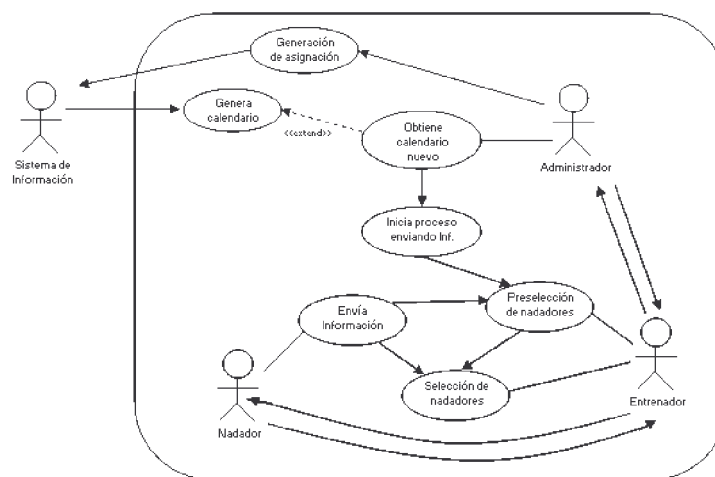 Generación
de asignación
Genera
calendario
<<extend>>
Obtiene
calendario
nuevo
Sistema de
Información
Administrador
Inicia proceso
enviando Inf.
Envía
Información
Preselección
de nadadores
Selección de
nadadores
Nadador
Entrenador